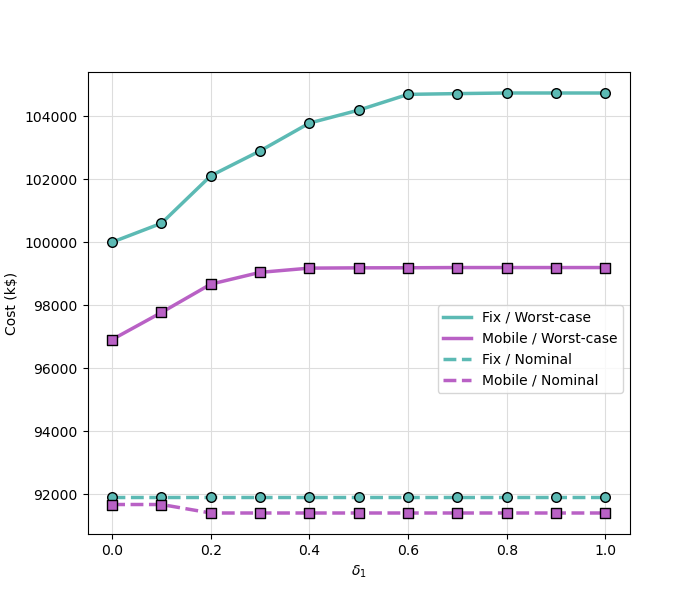 Cost (k$)
104000
102000
100000
98000
96000
94000
92000
Fix / Worst-case
Mobile / Worst-case
Fix / Nominal
Mobile / Nominal
0.0 0.2 0.4 0.6 0.8 1.0
δ₁